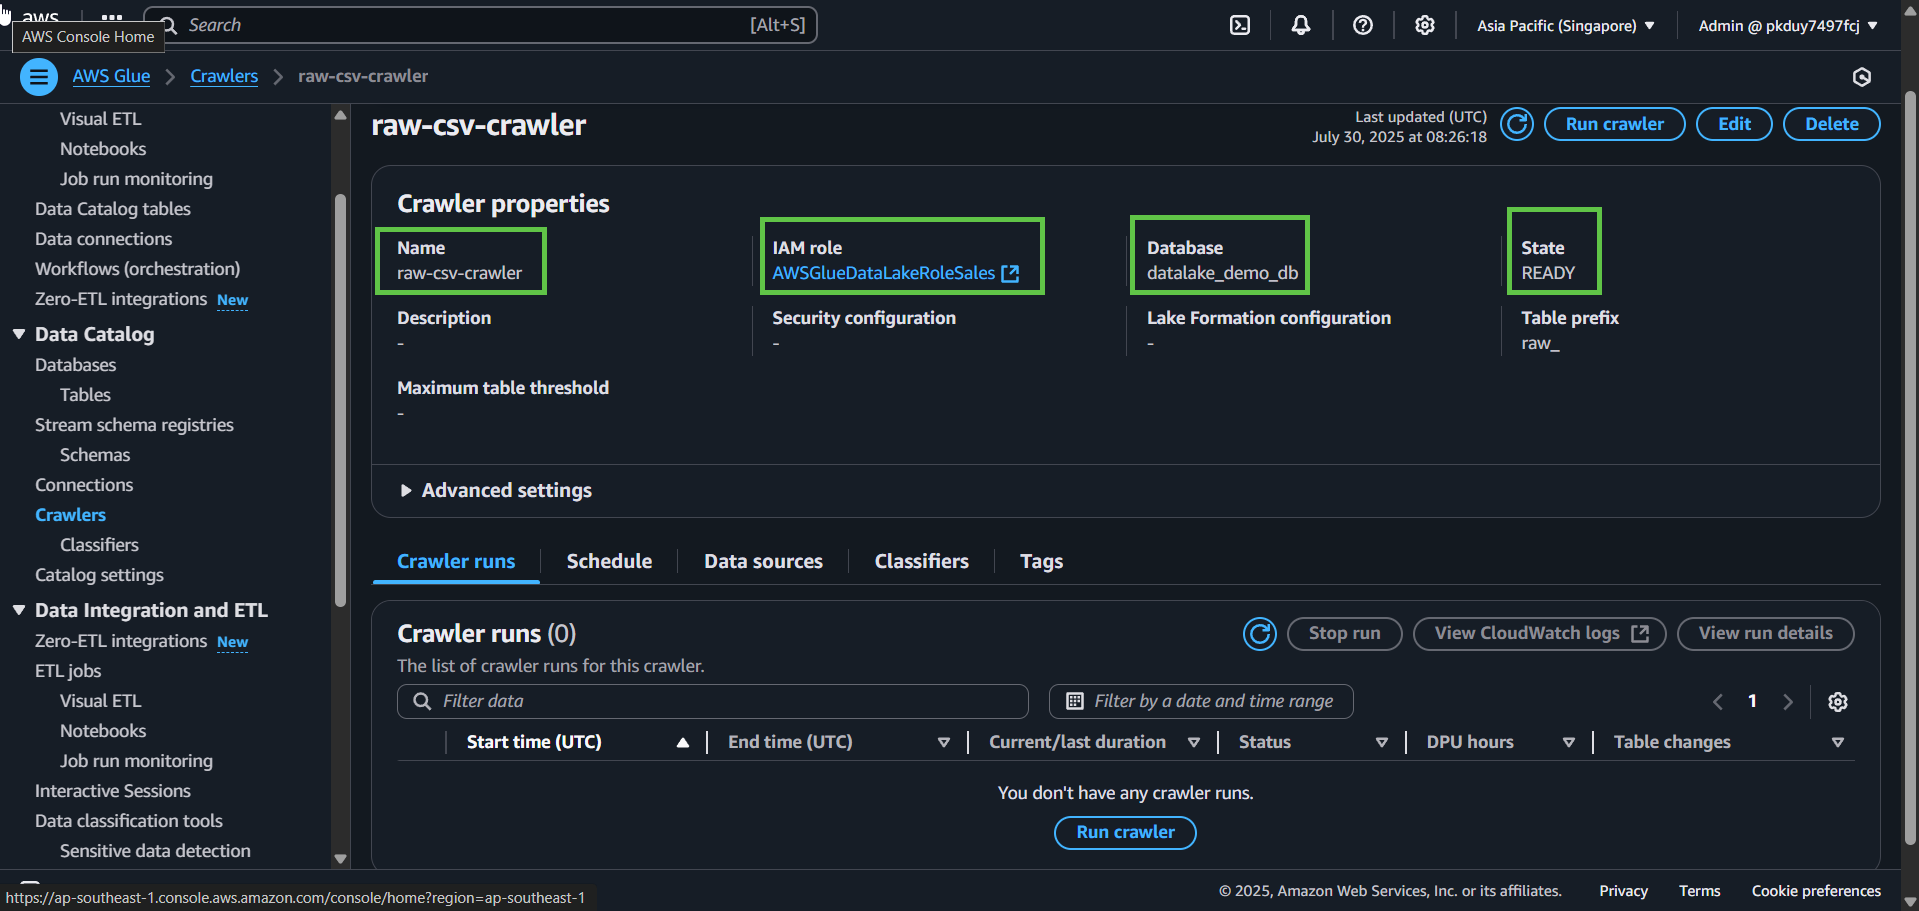 aws
Search
[Alt+S]
Asia Pacific (Singapore)
Admin @ pkduy7497fcj
AWS Console Home
AWS Glue
Crawlers
raw-csv-crawler
Visual ETL
Notebooks
Job run monitoring
Data Catalog tables
Data connections
Workflows (orchestration)
Zero-ETL integrations New
Data Catalog
Databases
Tables
Stream schema registries
Schemas
Connections
Crawlers
Classifiers
Catalog settings
Data Integration and ETL
Zero-ETL integrations New
ETL jobs
Visual ETL
Notebooks
Job run monitoring
Interactive Sessions
Data classification tools
Sensitive data detection
raw-csv-crawler
Last updated (UTC)
July 30, 2025 at 08:26:18
Run crawler
Edit
Delete
Crawler properties
Name
raw-csv-crawler
IAM role
AWSGlueDataLakeRoleSales
Database
datalake_demo_db
State
READY
Description
-
Security configuration
-
Lake Formation configuration
-
Table prefix
raw_
Maximum table threshold
-
Advanced settings
Crawler runs
Schedule
Data sources
Classifiers
Tags
Crawler runs (0)
The list of crawler runs for this crawler.
Stop run
View CloudWatch logs
View run details
Filter data
Filter by a date and time range
1
Start time (UTC)
End time (UTC)
Current/last duration
Status
DPU hours
Table changes
You don't have any crawler runs.
Run crawler
https://ap-southeast-1.console.aws.amazon.com/console/home?region=ap-southeast-1
© 2025, Amazon Web Services, Inc. or its affiliates.
Privacy
Terms
Cookie preferences